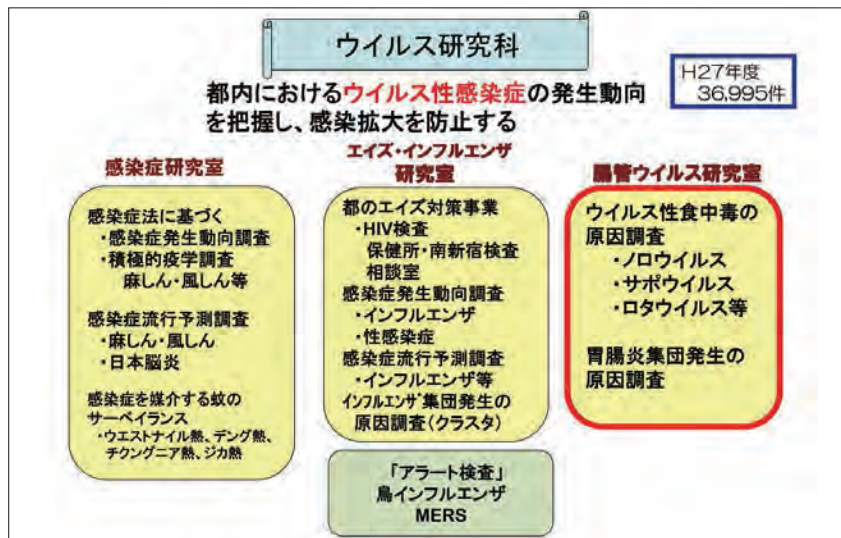 ウイルス研究科
H27年度
36,995件
都内におけるウイルス性感染症の発生動向
を把握し、感染拡大を防止する
感染症研究室
感染症法に基づく
・感染症発生動向調査
・積極的疫学調査
麻しん・風しん等
感染症流行予測調査
・麻しん・風しん
・日本脳炎
感染症を媒介する蚊の
サーベイランス
・ウエストナイル熱、デング熱、
チクングニア熱、ジカ熱
エイズ・インフルエンザ
研究室
都のエイズ対策事業
・HIV検査
保健所・南新宿検査
相談室
感染症発生動向調査
・インフルエンザ
・性感染症
感染症流行予測調査
・インフルエンザ等
インフルエンザ集団発生の
原因調査(クラスタ)
「アラート検査」
鳥インフルエンザ
MERS
腸管ウイルス研究室
ウイルス性食中毒の
原因調査
・ノロウイルス
・サポウイルス
・ロタウイルス等
胃腸炎集団発生の
原因調査